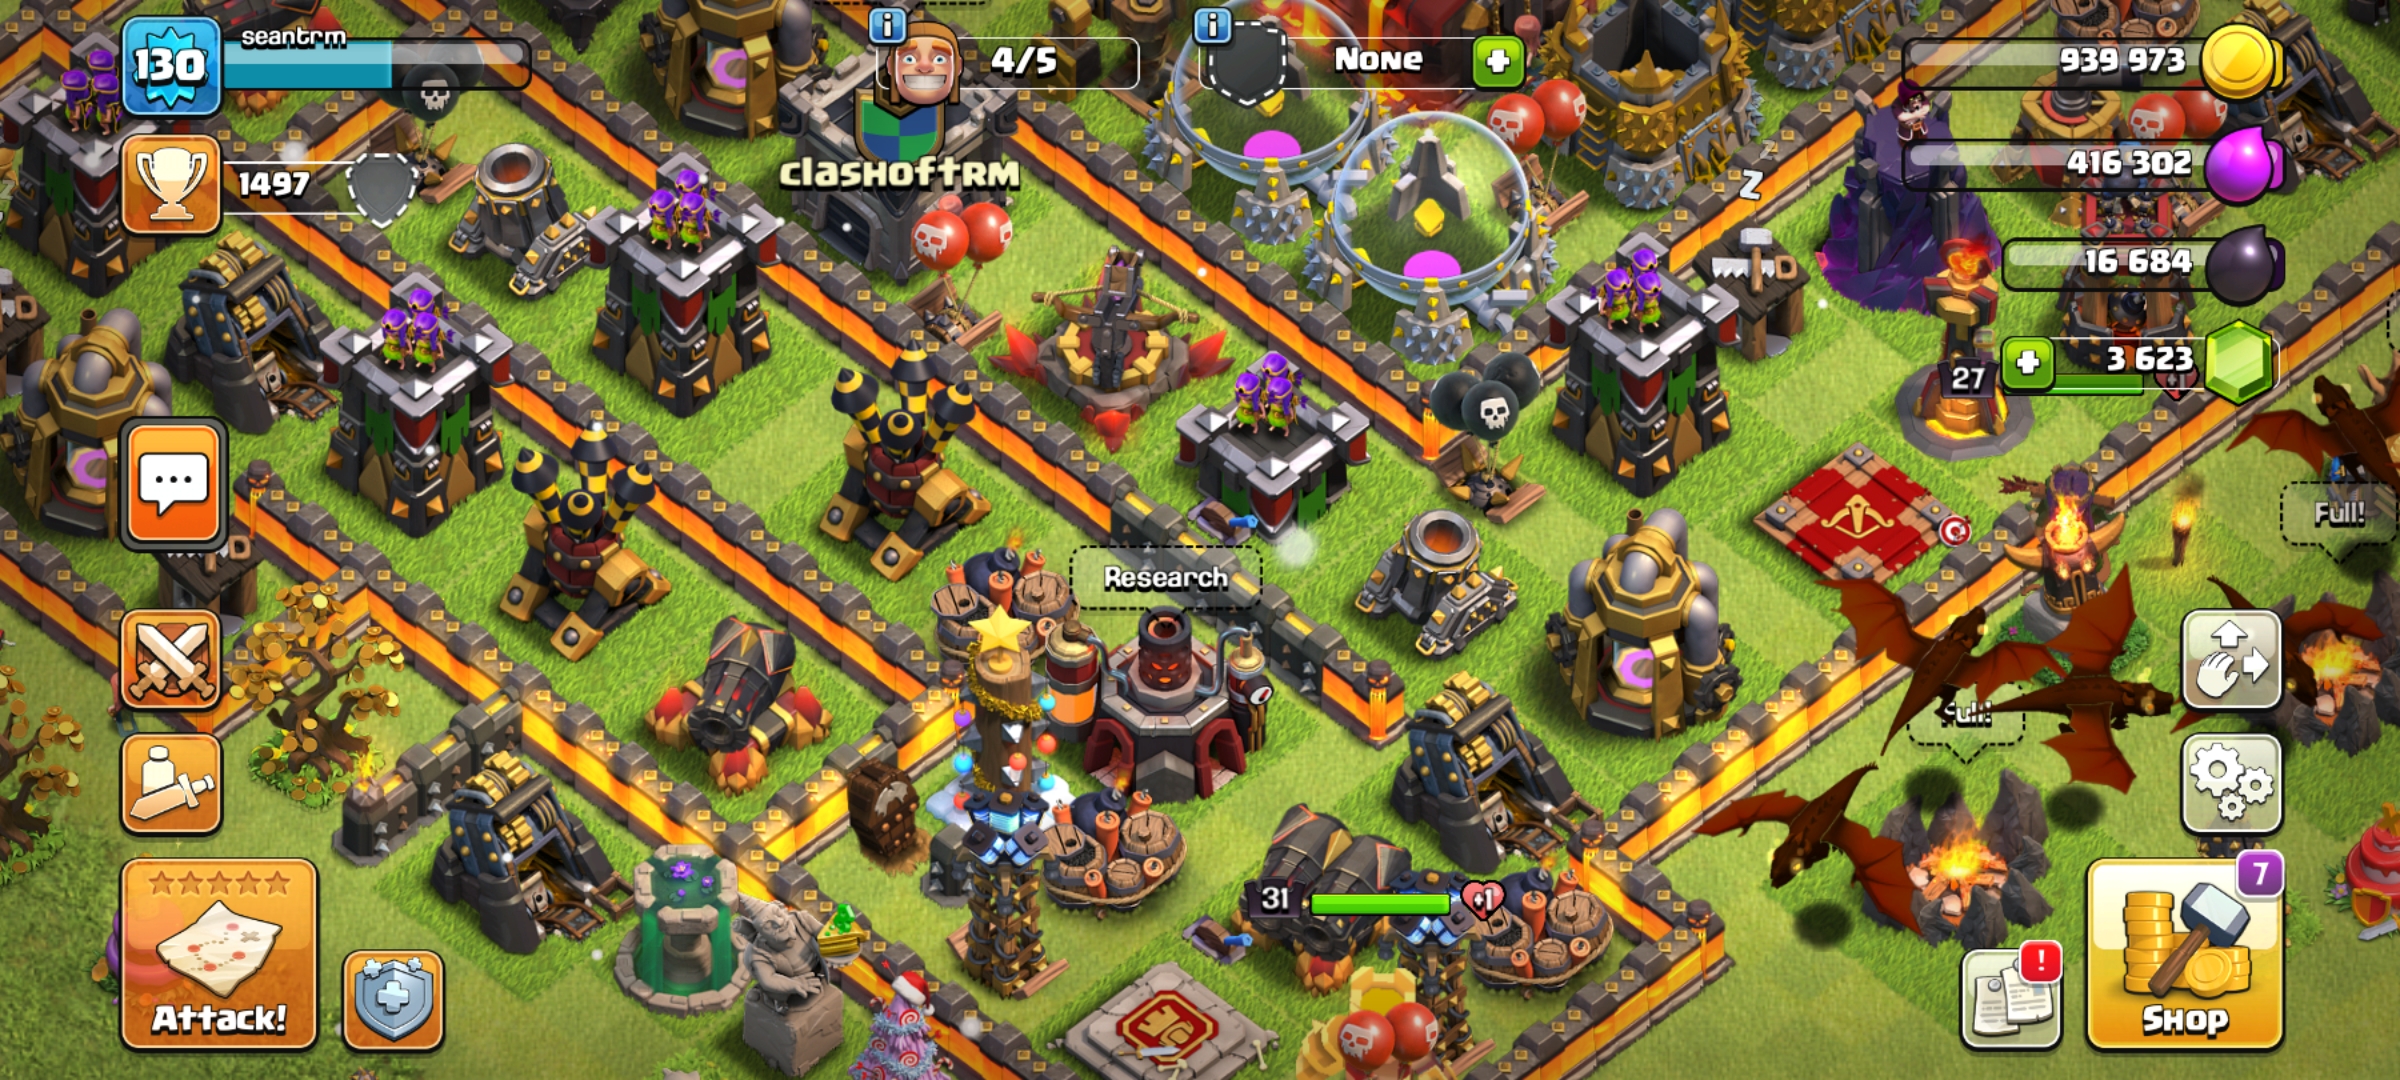 130
seantrm
i
4/5
i
None
939 973
1497
clashoftRM
Z
Z
416 302
16 684
3 623
27
+1
Full!
Research
Full!
31
+1
7
Attack!
!
Shop